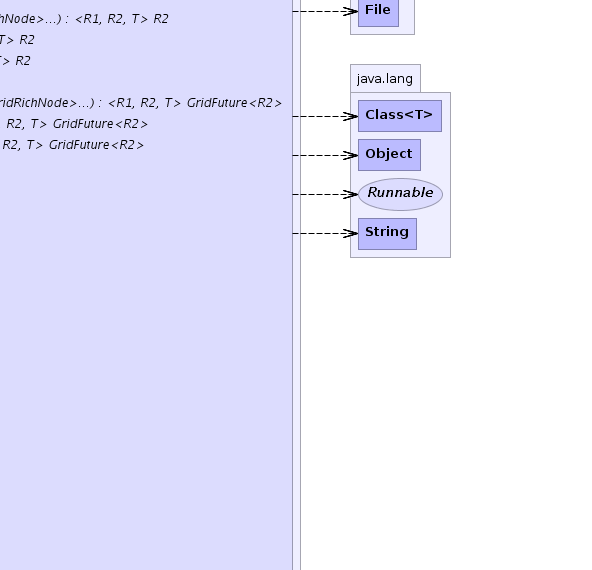 hNode>...) : <R1, R2, T> R2
T> R2
T> R2
ridRichNode>...) : <R1, R2, T> GridFuture<R2>
R2, T> GridFuture<R2>
R2, T> GridFuture<R2>
File
java.lang
Class<T>
Object
Runnable
String